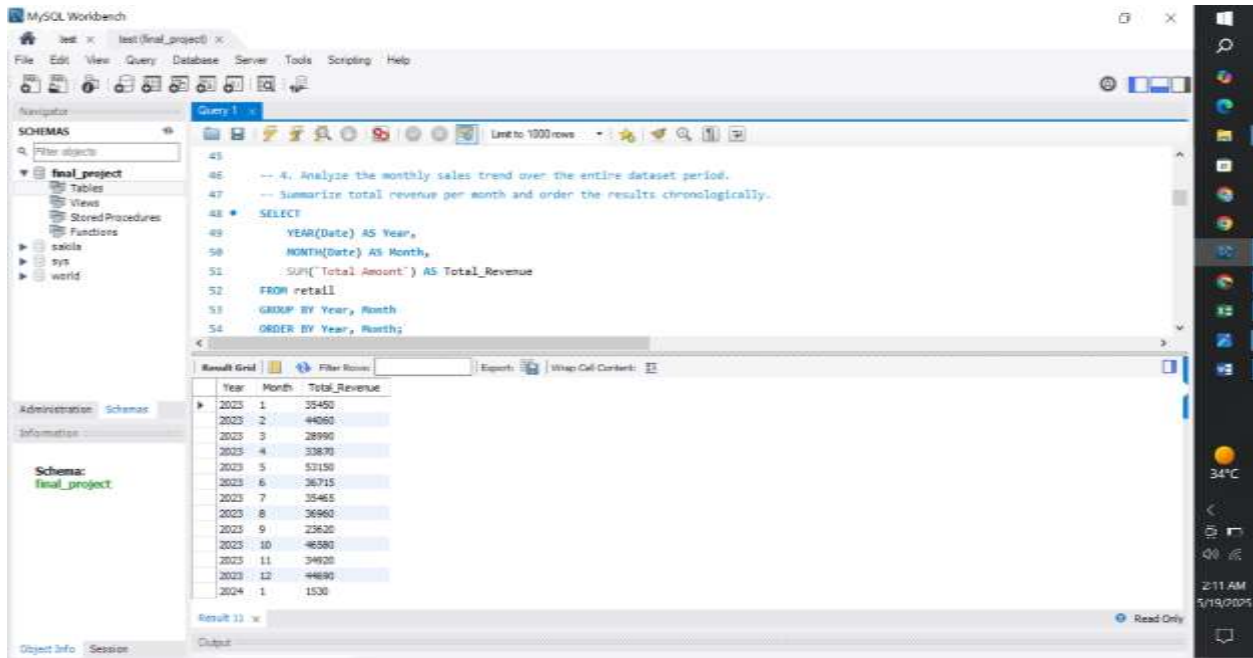 MySQL Workbench
test × test (final_project) ×
File Edit View Query Database Server Tools Scripting Help
Navigator
Query 1 ×
SCHEMAS
Filter objects
final_project
Tables
Views
Stored Procedures
Functions
sakila
sys
world
Limit to 1000 rows
45
46 -- 4. Analyze the monthly sales trend over the entire dataset period.
47 -- Summarize total revenue per month and order the results chronologically.
48 SELECT
49 YEAR(Date) AS Year,
50 MONTH(Date) AS Month,
51 SUM(`Total Amount`) AS Total_Revenue
52 FROM retail
53 GROUP BY Year, Month
54 ORDER BY Year, Month;
Result Grid Filter Rows: Export: Wrap Cell Content:
Year Month Total_Revenue
2023 1 35450
2023 2 44060
2023 3 28990
2023 4 33870
2023 5 53150
2023 6 36715
2023 7 35465
2023 8 36960
2023 9 23620
2023 10 46580
2023 11 34920
2023 12 44690
2024 1 1530
Administration Schemas
Information
Schema:
final_project
Result 33 × Read Only
Output
Object Info Session
34°C
2:11 AM
5/19/2025